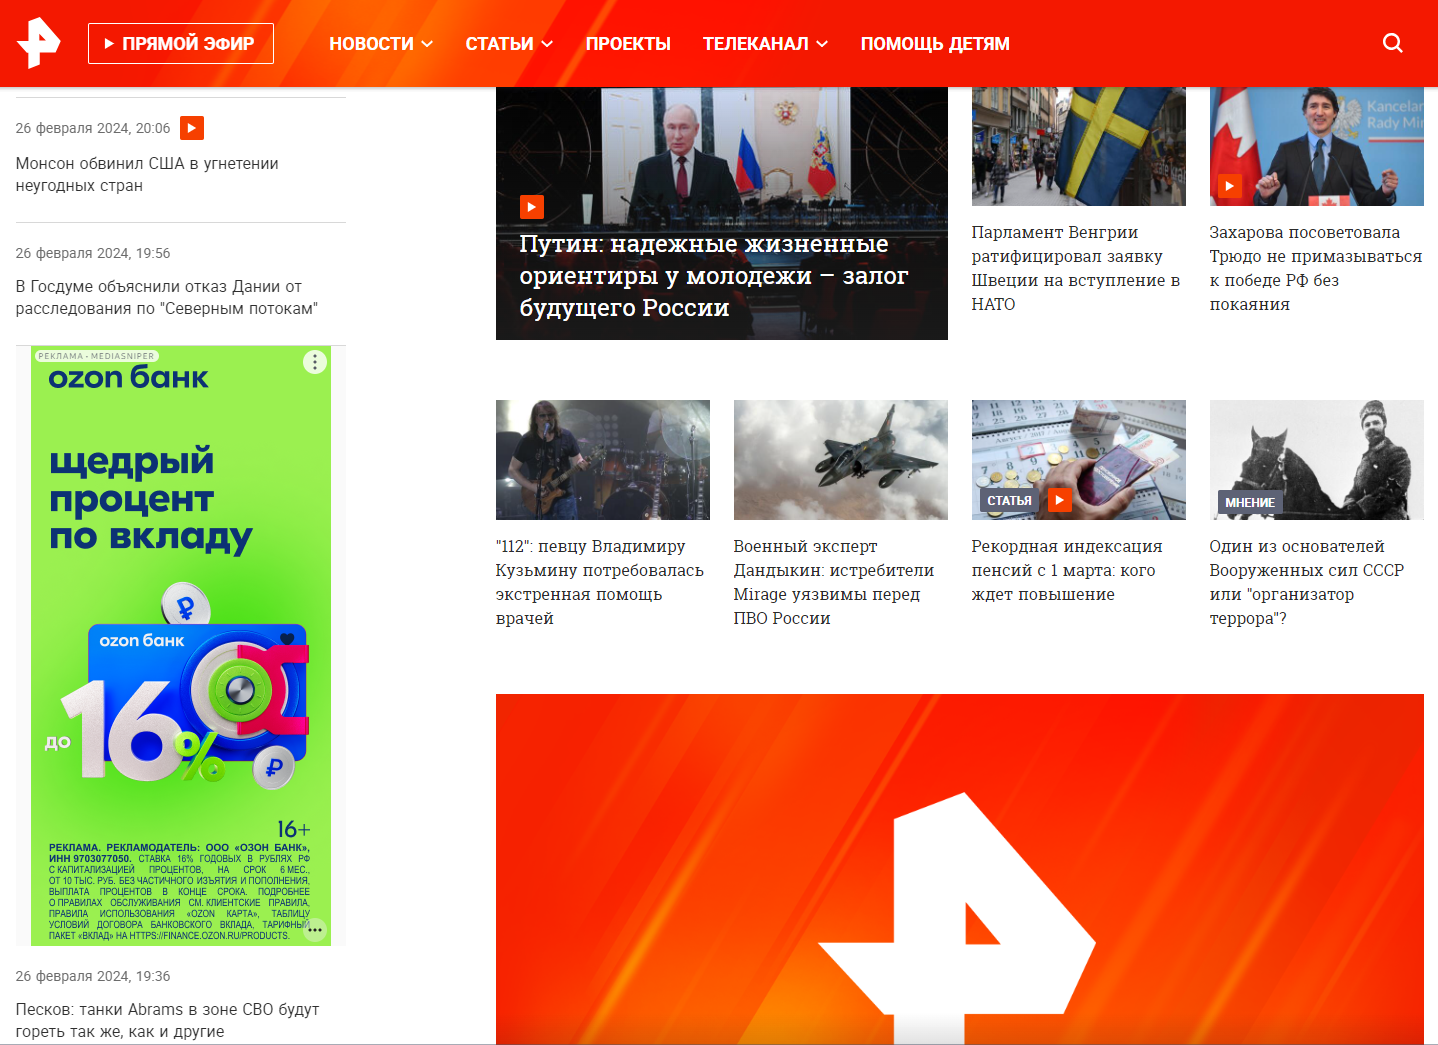 ПРЯМОЙ ЭФИР
НОВОСТИ
СТАТЬИ
ПРОЕКТЫ
ТЕЛЕКАНАЛ
ПОМОЩЬ ДЕТЯМ
26 февраля 2024, 20:06
Монсон обвинил США в угнетении
неугодных стран
26 февраля 2024, 19:56
В Госдуме объяснили отказ Дании от
расследования по "Северным потокам"
РЕКЛАМА • MEDIASNIPER
ozon банк
щедрый
процент
по вкладу
ozon банк
до 16%
16+
РЕКЛАМА. РЕКЛАМОДАТЕЛЬ: ООО «ОЗОН БАНК»,
ИНН 9703077050. СТАВКА 16% ГОДОВЫХ В РУБЛЯХ РФ
С КАПИТАЛИЗАЦИЕЙ ПРОЦЕНТОВ, НА СРОК 6 МЕС.,
ОТ 10 ТЫС. РУБ. БЕЗ ЧАСТИЧНОГО ИЗЪЯТИЯ И ПОПОЛНЕНИЯ,
ВЫПЛАТА ПРОЦЕНТОВ В КОНЦЕ СРОКА. ПОДРОБНЕЕ
О ПРАВИЛАХ ОБСЛУЖИВАНИЯ СМ. КЛИЕНТСКИЕ ПРАВИЛА,
ПРАВИЛА ИСПОЛЬЗОВАНИЯ «OZON КАРТА», ТАБЛИЦУ
УСЛОВИЙ ДОГОВОРА БАНКОВСКОГО ВКЛАДА, ТАРИФНЫЙ
ПАКЕТ «ВКЛАД» НА HTTPS://FINANCE.OZON.RU/PRODUCTS.
26 февраля 2024, 19:36
Песков: танки Abrams в зоне СВО будут
гореть так же, как и другие
Путин: надежные жизненные
ориентиры у молодежи – залог
будущего России
Парламент Венгрии
ратифицировал заявку
Швеции на вступление в
НАТО
Kancelar
Rady Mi
Захарова посоветовала
Трюдо не примазываться
к победе РФ без
покаяния
"112": певцу Владимиру
Кузьмину потребовалась
экстренная помощь
врачей
Военный эксперт
Дандыкин: истребители
Mirage уязвимы перед
ПВО России
СТАТЬЯ
Рекордная индексация
пенсий с 1 марта: кого
ждет повышение
МНЕНИЕ
Один из основателей
Вооруженных сил СССР
или "организатор
террора"?